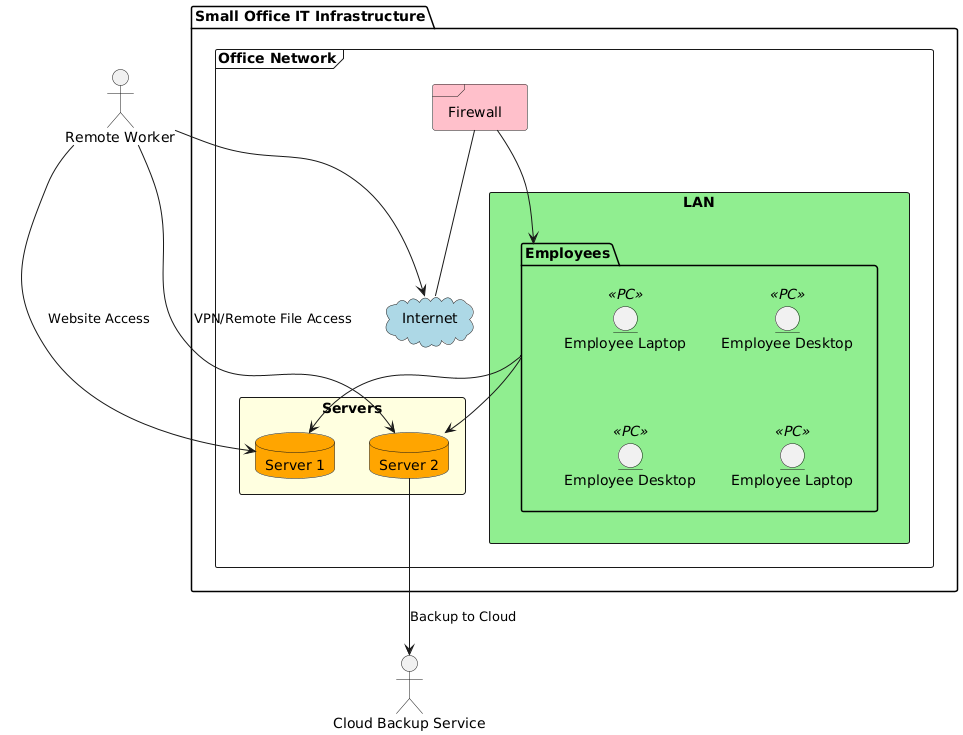 Small Office IT Infrastructure
Office Network
Firewall
Remote Worker
LAN
Employees
«PC»
«PC»
Website Access
VPN/Remote File Access
Internet
Employee Laptop
Employee Desktop
Servers
«PC»
«PC»
Server 1
Server 2
Employee Desktop
Employee Laptop
Backup to Cloud
Cloud Backup Service